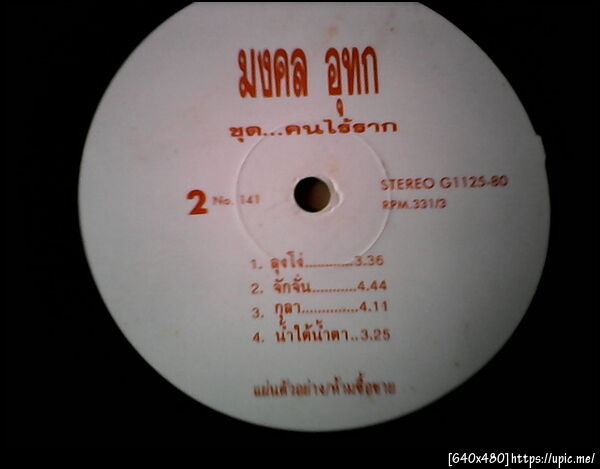 มงคล อุทก
ชุด...คนไร้ราก
2 No. 141
STEREO G1125-80
RPM.331/3
1. ลุงโง่............3.36
2. จักจั่น...........4.44
3. กุลา..............4.11
4. น้ำใต้น้ำตา..3.25
แผ่นตัวอย่าง/ห้ามซื้อขาย
[640x480]https://upic.me/